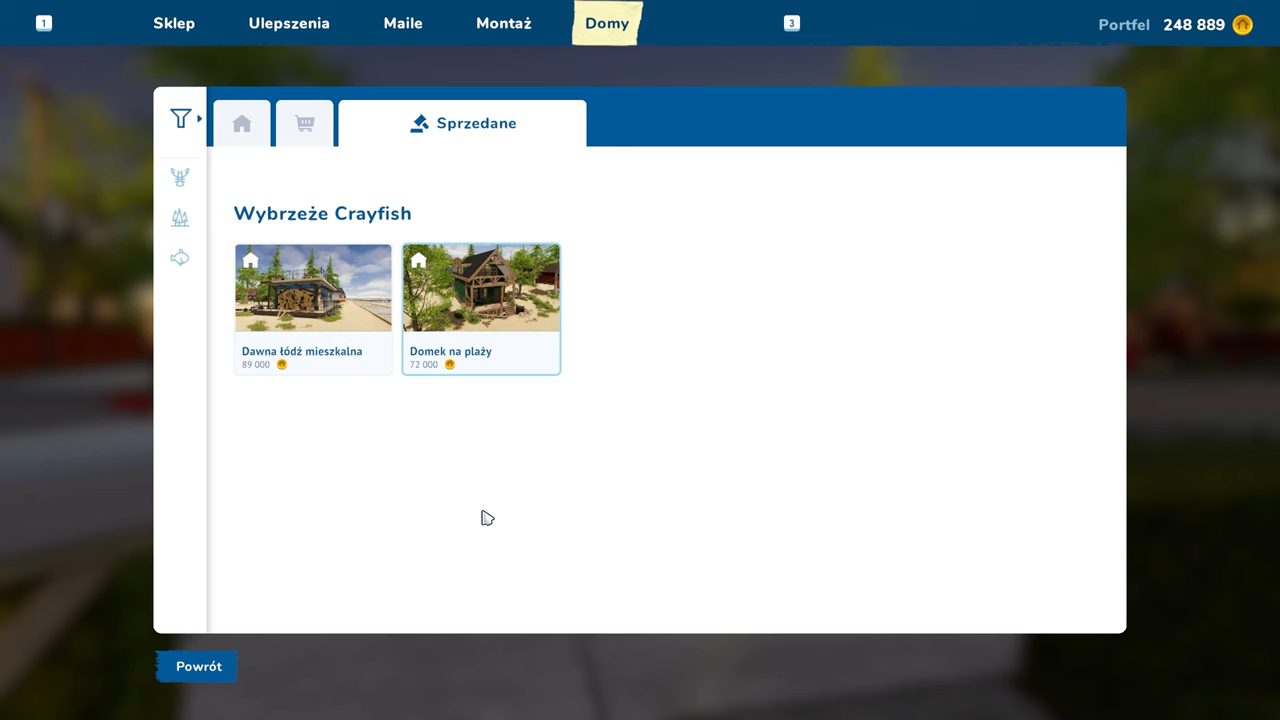 1
Sklep
Ulepszenia
Maile
Montaż
Domy
3
Portfel 248 889
Sprzedane
Wybrzeże Crayfish
Dawna łódź mieszkalna
89 000
Domek na plaży
72 000
Powrót